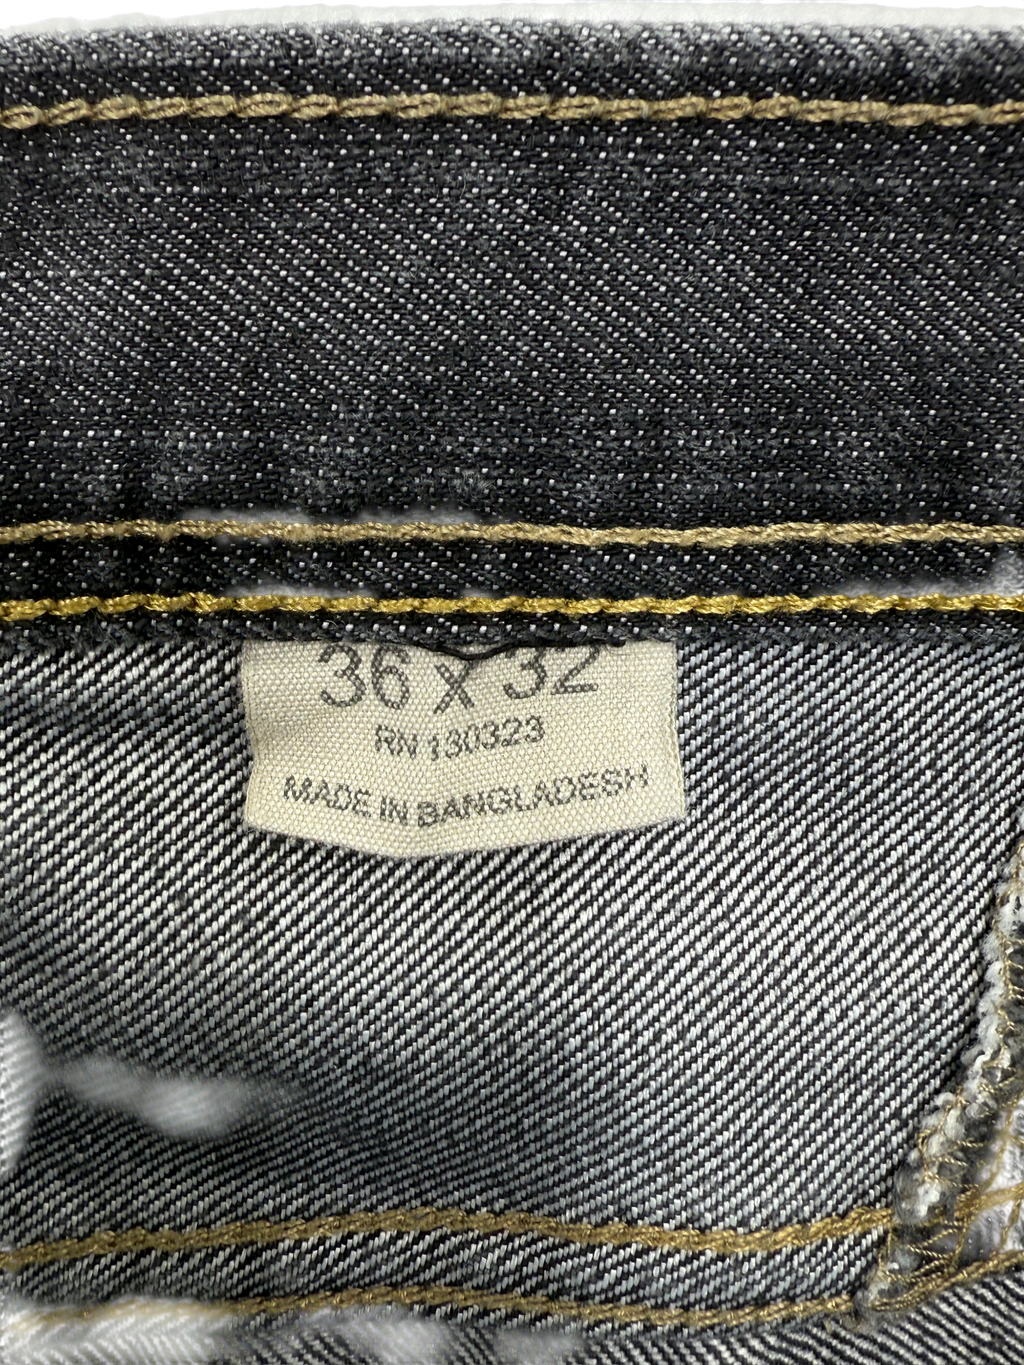 36 x 32
RN 130323
MADE IN BANGLADESH